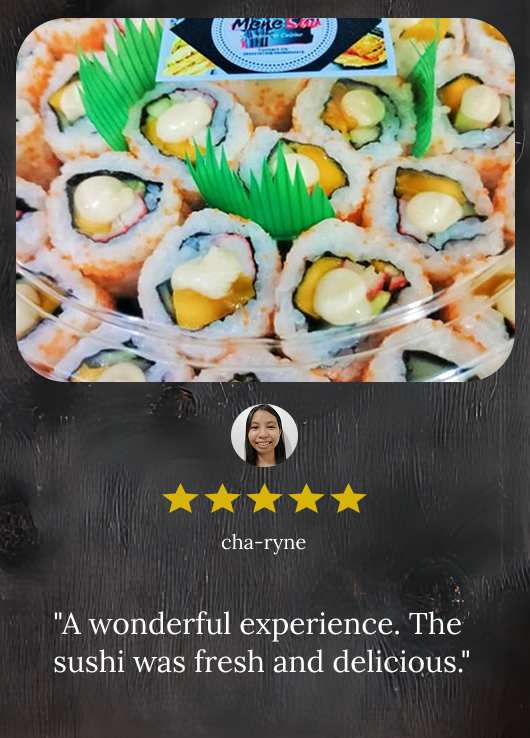 cha-ryne
"A wonderful experience. The
sushi was fresh and delicious."